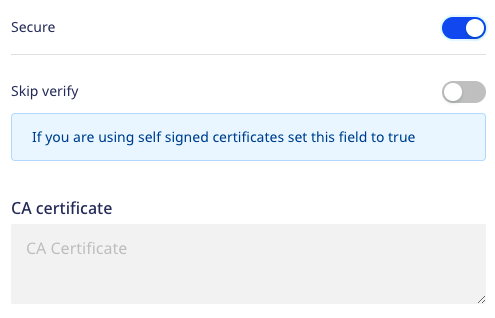 Secure
Skip verify
If you are using self signed certificates set this field to true
CA certificate
CA Certificate